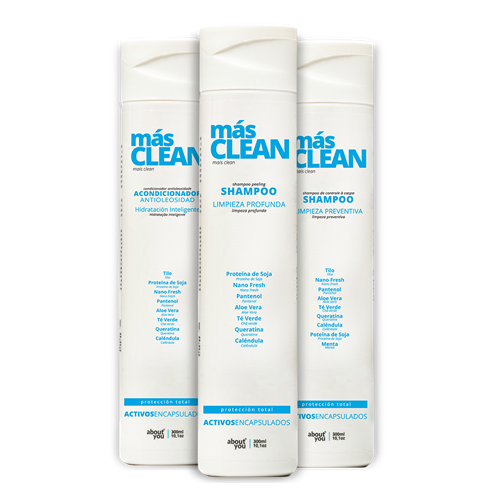 más
CLEAN
mais clean
condicionador antioleosidade
ACONDICIONADOR
ANTIOLEOSIDAD
Hidratación Inteligente
hidratação inteligente
Tilo
Tília
Proteína de Soja
Proteína de Soja
Nano Fresh
Nano Fresh
Pantenol
Pantenol
Aloe Vera
Aloe Vera
Té Verde
Chá verde
Queratina
Queratina
Caléndula
Calêndula
protección total
ACTIVOS ENCAPSULADOS
about you
300ml
10,1oz
más
CLEAN
mais clean
shampoo peeling
SHAMPOO
LIMPIEZA PROFUNDA
limpeza profunda
Proteína de Soja
Proteína de Soja
Nano Fresh
Nano Fresh
Pantenol
Pantenol
Aloe Vera
Aloe Vera
Té Verde
Chá verde
Queratina
Queratina
Caléndula
Calêndula
protección total
ACTIVOSENCAPSULADOS
about you
300ml
10,1oz
más
CLEAN
mais clean
shampoo de controle à caspa
SHAMPOO
LIMPIEZA PREVENTIVA
limpeza preventiva
Tilo
Nano Fresh
Nano Fresh
Pantenol
Pantenol
Aloe Vera
Aloe Vera
Té Verde
Chá verde
Queratina
Queratina
Caléndula
Calêndula
Poteína de Soja
Proteína de Soja
Menta
Menta
protección total
ACTIVOSENCAPSULADOS
about you
300ml
10,1oz